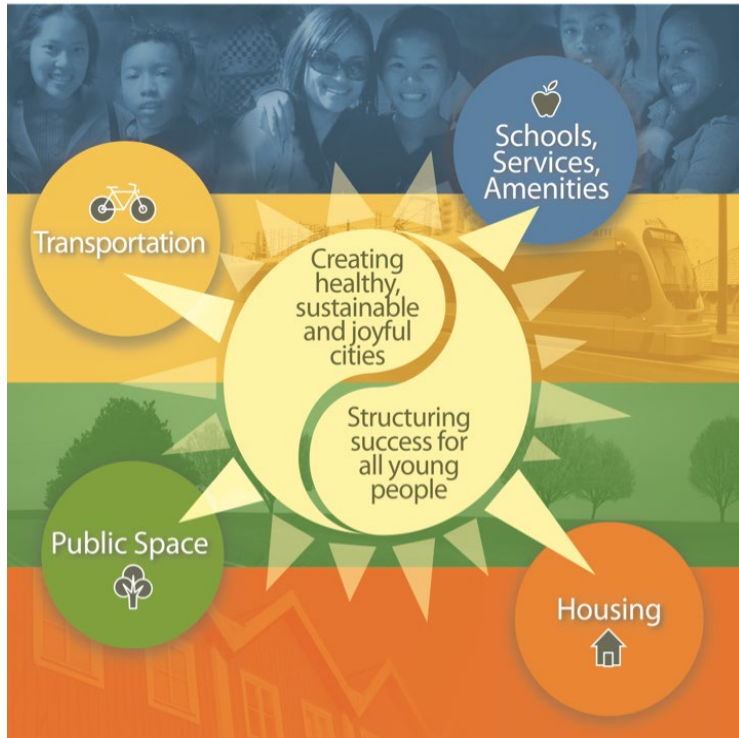 Schools,
Services,
Amenities
Transportation
Creating
healthy,
sustainable
and joyful
cities
Structuring
success for
all young
people
Public Space
Housing